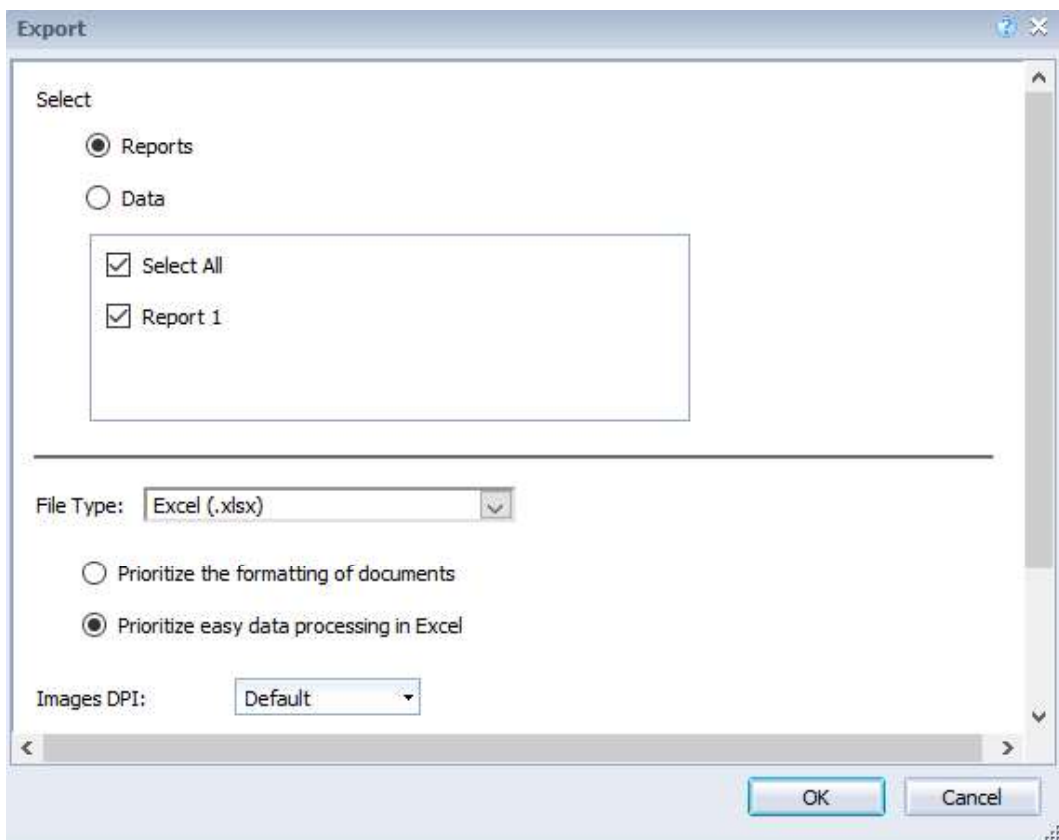 Export
Select
Reports
Data
Select All
Report 1
File Type: Excel (.xlsx)
Prioritize the formatting of documents
Prioritize easy data processing in Excel
Images DPI: Default
OK Cancel